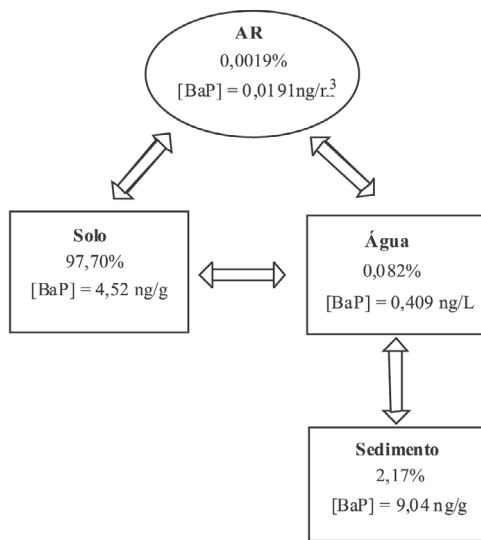 AR
0,0019%
[BaP] = 0,0191ng/r.3
Solo
97,70%
[BaP] = 4,52 ng/g
Água
0,082%
[BaP] = 0,409 ng/L
Sedimento
2,17%
[BaP] = 9,04 ng/g